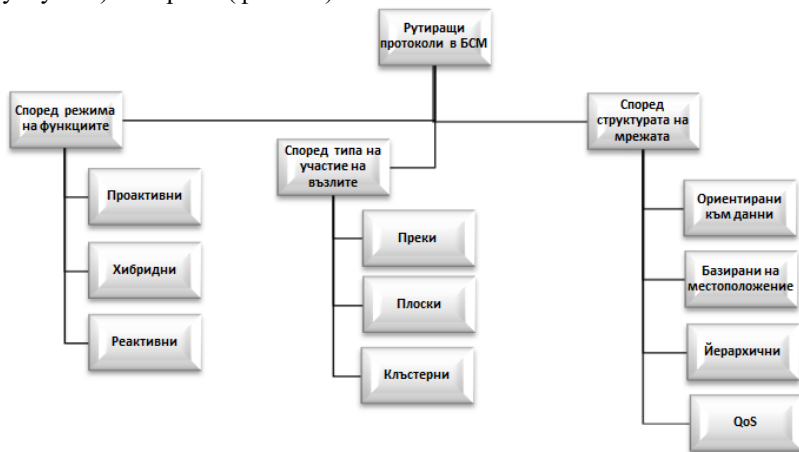 Рутиращи
протоколи в БСМ
Според режима
на функциите
Проактивни
Хибридни
Реактивни
Според типа на
участие на
възлите
Преки
Плоски
Клъстерни
Според
структурата на
мрежата
Ориентирани
към данни
Базирани на
местоположение
Йерархични
QoS